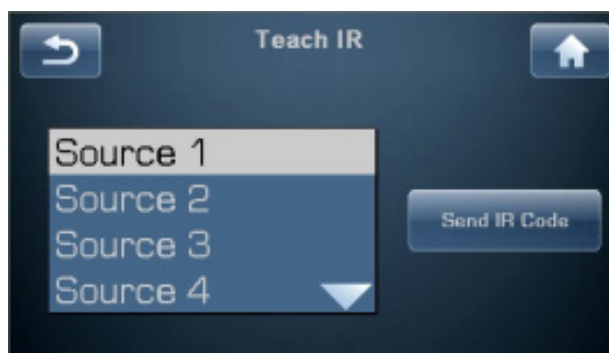 Teach IR
Source 1
Source 2
Source 3
Source 4
Send IR Code